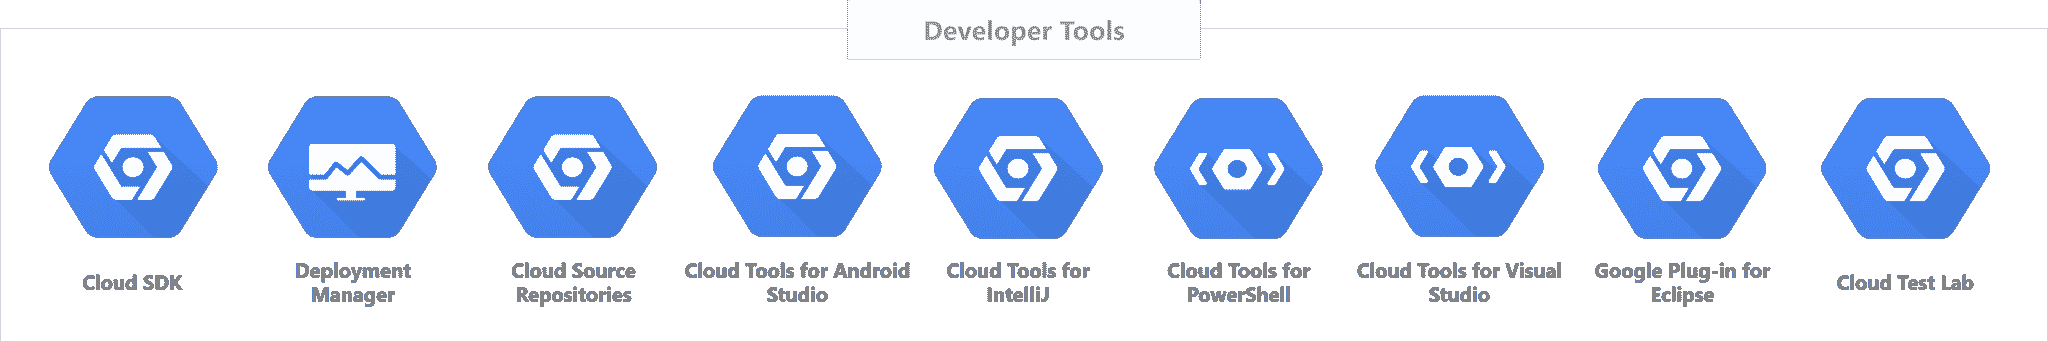 Developer Tools
Cloud SDK
Deployment
Manager
Cloud Source
Repositories
Cloud Tools for Android
Studio
Cloud Tools for
IntelliJ
Cloud Tools for
PowerShell
Cloud Tools for Visual
Studio
Google Plug-in for
Eclipse
Cloud Test Lab